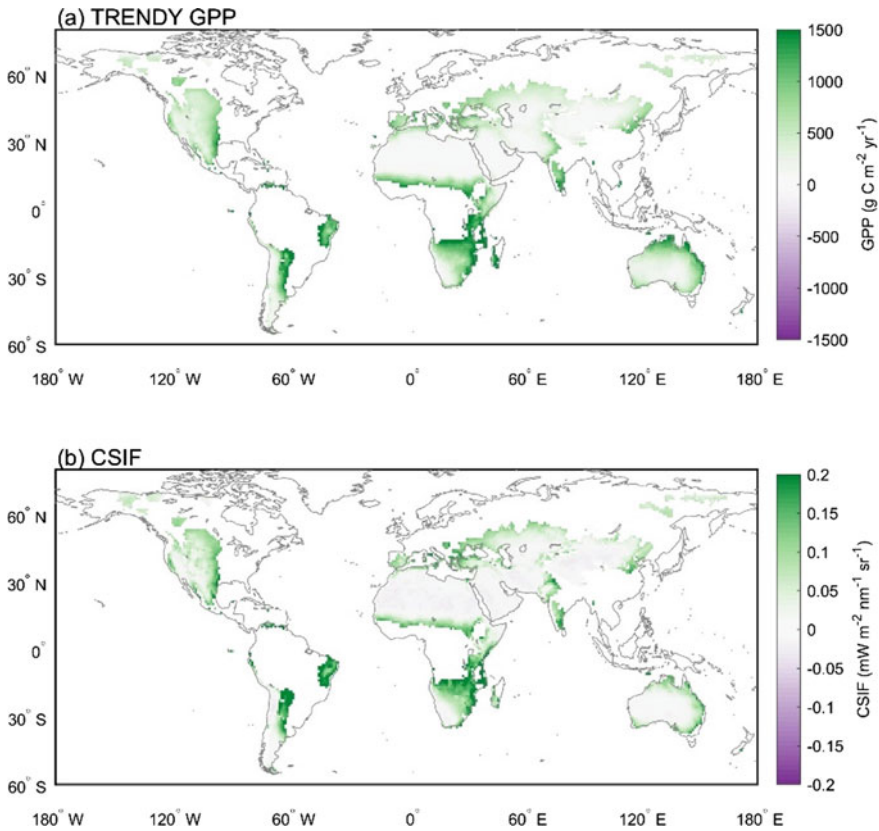 (a) TRENDY GPP
60° N
30° N
0°
30° S
60° S
180° W
120° W
60° W
0°
60° E
120° E
180° E
1500
1000
500
0
-500
-1000
-1500
GPP (g C m⁻² yr⁻¹)
(b) CSIF
60° N
30° N
0°
30° S
60° S
180° W
120° W
60° W
0°
60° E
120° E
180° E
0.2
0.15
0.1
0.05
0
-0.05
-0.1
-0.15
-0.2
CSIF (mW m⁻² nm⁻¹ sr⁻¹)